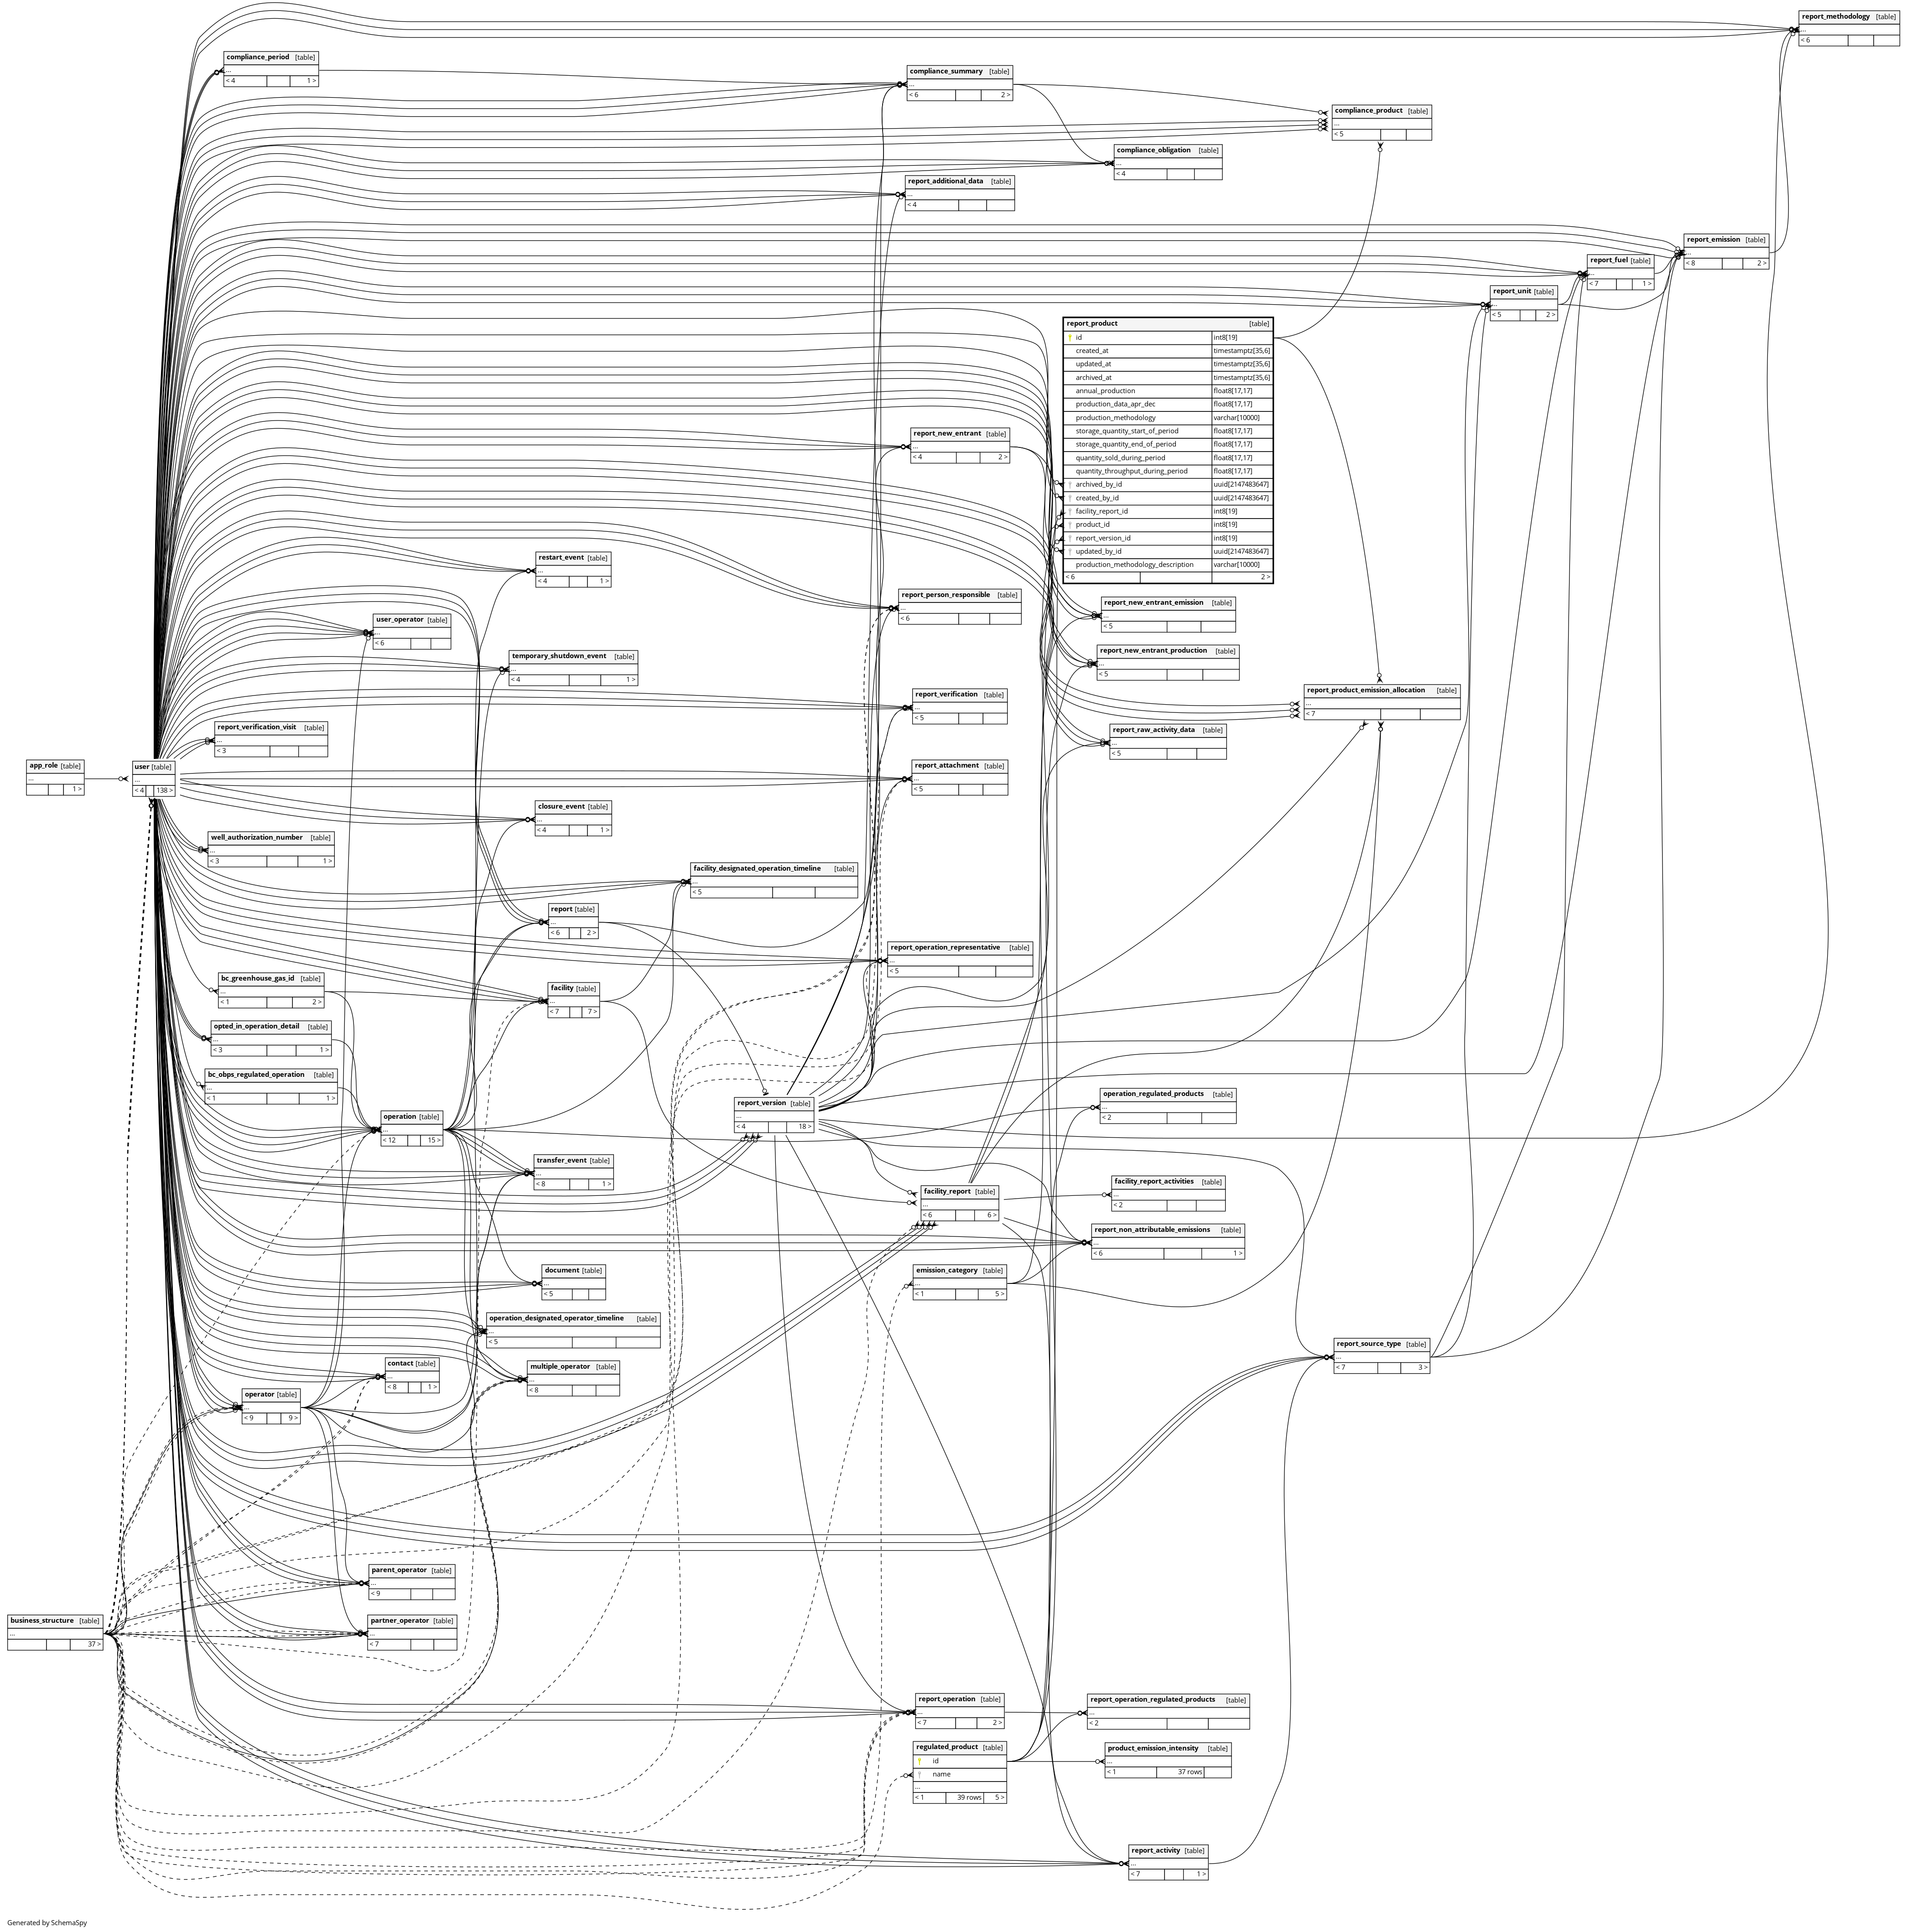 report_methodology [table]
...
< 6
compliance_period [table]
...
< 4 1 >
compliance_summary [table]
...
< 6 2 >
compliance_product [table]
...
< 5
compliance_obligation [table]
...
< 4
report_additional_data [table]
...
< 4
report_emission [table]
...
< 8 2 >
report_fuel [table]
...
< 7 1 >
report_unit [table]
...
< 5 2 >
report_product [table]
id int8[19]
created_at timestamptz[35,6]
updated_at timestamptz[35,6]
archived_at timestamptz[35,6]
annual_production float8[17,17]
production_data_apr_dec float8[17,17]
production_methodology varchar[10000]
storage_quantity_start_of_period float8[17,17]
storage_quantity_end_of_period float8[17,17]
quantity_sold_during_period float8[17,17]
quantity_throughput_during_period float8[17,17]
archived_by_id uuid[2147483647]
created_by_id uuid[2147483647]
facility_report_id int8[19]
product_id int8[19]
report_version_id int8[19]
updated_by_id uuid[2147483647]
production_methodology_description varchar[10000]
< 6 2 >
report_new_entrant [table]
...
< 4 2 >
restart_event [table]
...
< 4 1 >
report_person_responsible [table]
...
< 6
report_new_entrant_emission [table]
...
< 5
user_operator [table]
...
< 6
report_new_entrant_production [table]
...
< 5
temporary_shutdown_event [table]
...
< 4 1 >
report_product_emission_allocation [table]
...
< 7
report_verification [table]
...
< 5
report_verification_visit [table]
...
< 3
report_raw_activity_data [table]
...
< 5
app_role [table]
...
1 >
user [table]
...
< 4 138 >
report_attachment [table]
...
< 5
closure_event [table]
...
< 4 1 >
well_authorization_number [table]
...
< 3 1 >
facility_designated_operation_timeline [table]
...
< 5
report [table]
...
< 6 2 >
report_operation_representative [table]
...
< 5
bc_greenhouse_gas_id [table]
...
< 1 2 >
facility [table]
...
< 7 7 >
opted_in_operation_detail [table]
...
< 3 1 >
bc_obps_regulated_operation [table]
...
< 1 1 >
operation_regulated_products [table]
...
< 2
report_version [table]
...
< 4 18 >
operation [table]
...
< 12 15 >
transfer_event [table]
...
< 8 1 >
facility_report_activities [table]
...
< 2
facility_report [table]
...
< 6 6 >
report_non_attributable_emissions [table]
...
< 6 1 >
document [table]
...
< 5
emission_category [table]
...
< 1 5 >
operation_designated_operator_timeline [table]
...
< 5
report_source_type [table]
...
< 7 3 >
contact [table]
...
< 8 1 >
multiple_operator [table]
...
< 8
operator [table]
...
< 9 9 >
parent_operator [table]
...
< 9
business_structure [table]
...
37 >
partner_operator [table]
...
< 7
report_operation [table]
...
< 7 2 >
report_operation_regulated_products [table]
...
< 2
regulated_product [table]
id
name
...
< 1 39 rows 5 >
product_emission_intensity [table]
...
< 1 37 rows
report_activity [table]
...
< 7 1 >
Generated by SchemaSpy